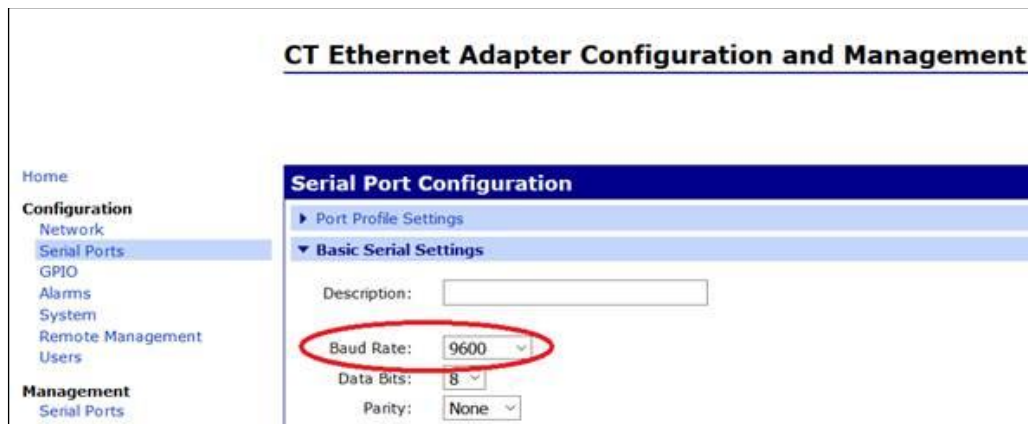 CT Ethernet Adapter Configuration and Management
Home
Configuration
Network
Serial Ports
GPIO
Alarms
System
Remote Management
Users
Management
Serial Ports
Serial Port Configuration
Port Profile Settings
Basic Serial Settings
Description:
Baud Rate: 9600
Data Bits: 8
Parity: None